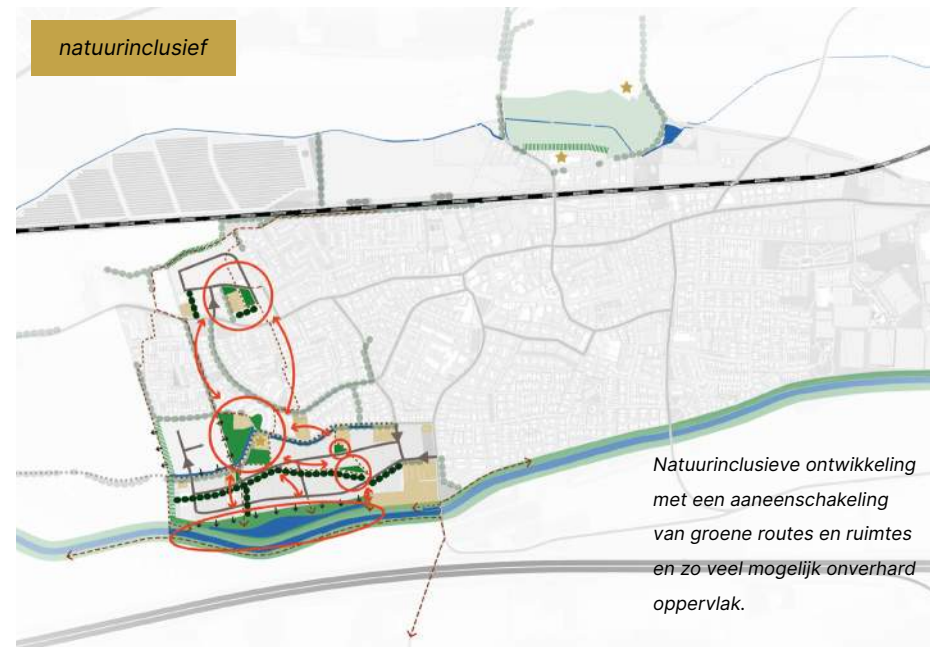 natuurinclusief
Natuurinclusieve ontwikkeling
met een aaneenschakeling
van groene routes en ruimtes
en zo veel mogelijk onverhard
oppervlak.